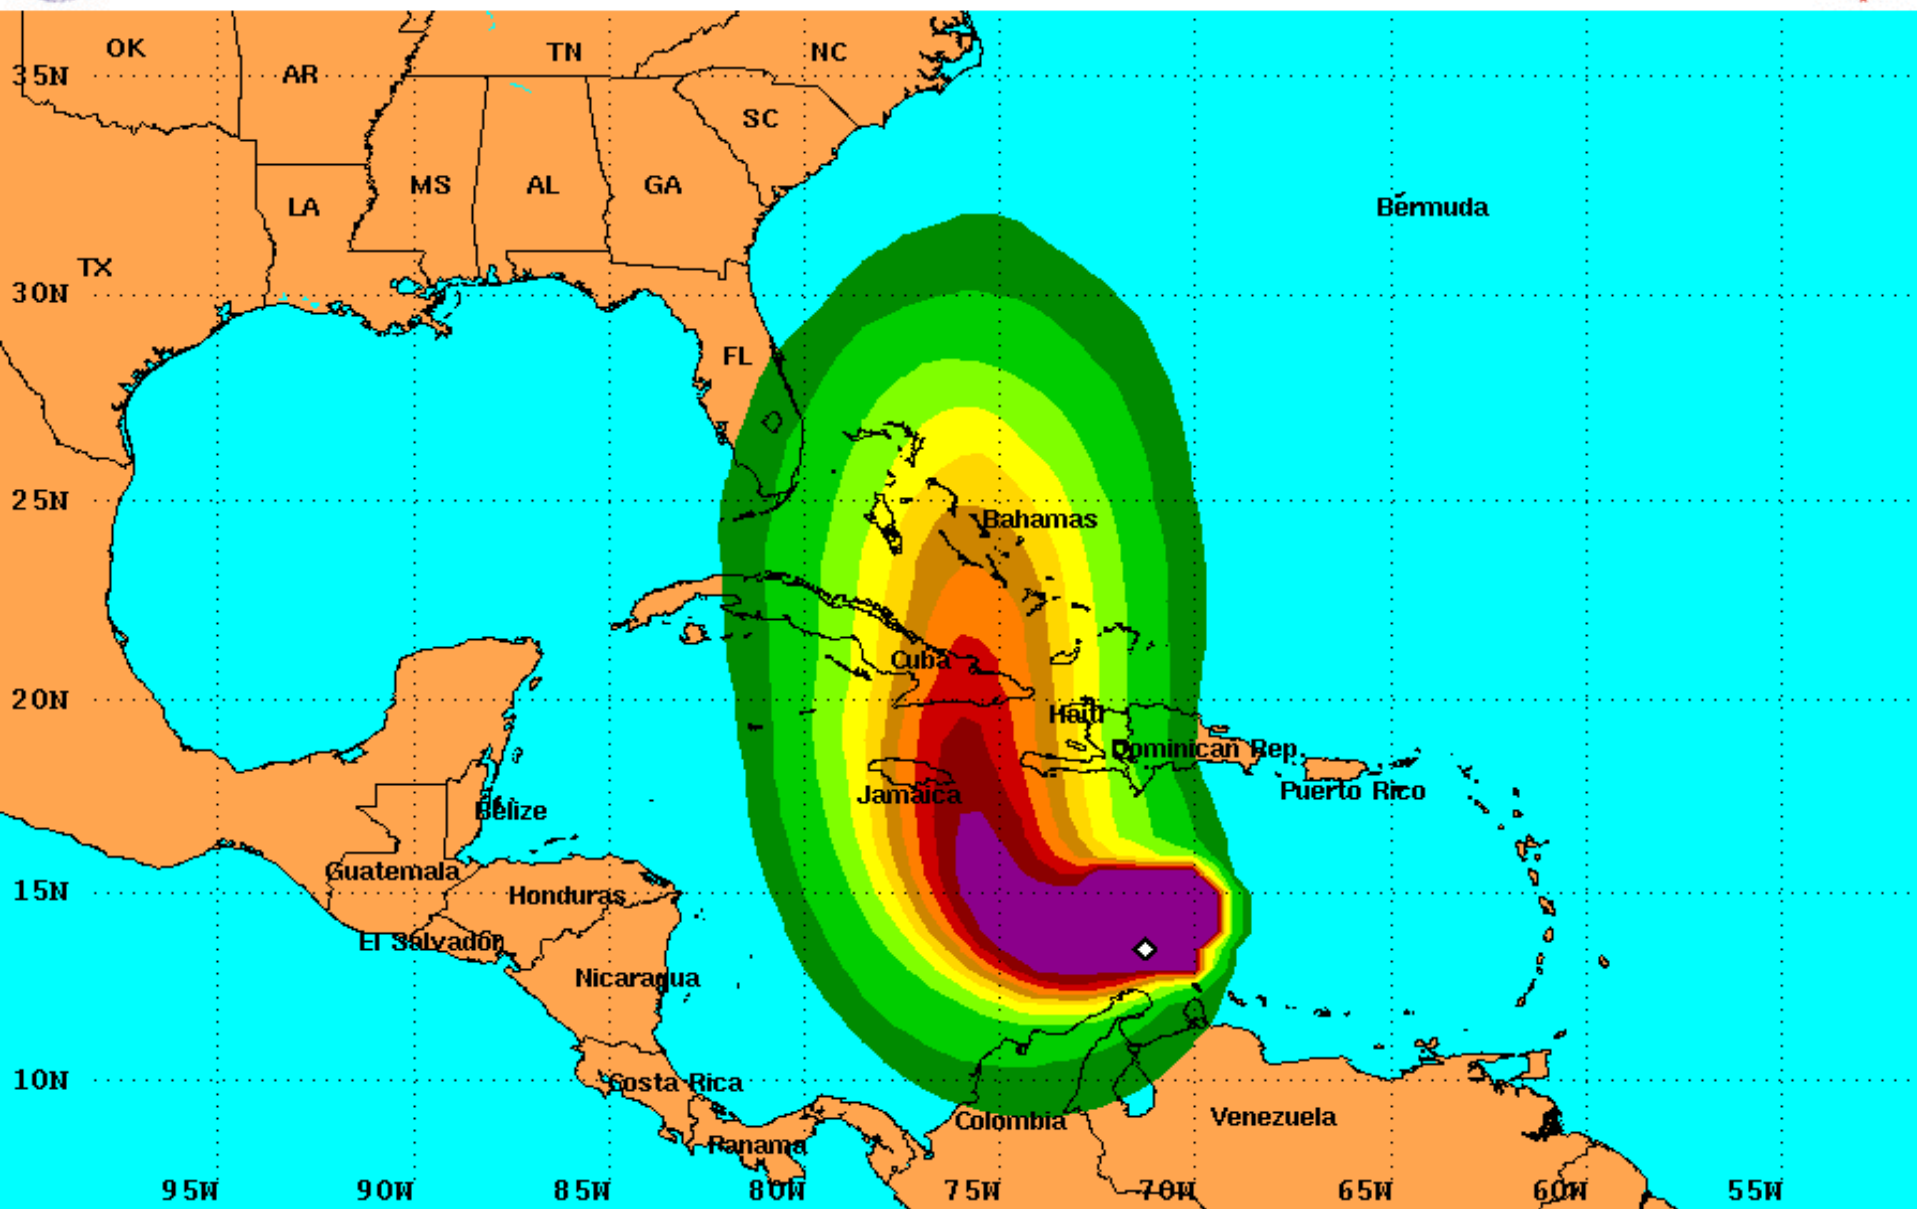 OK
TN
NC
AR
35N
SC
MS
AL
GA
LA
Bermuda
TX
30N
FL
25N
Bahamas
Cuba
20N
Haiti
Dominican Rep.
Jamaica
Puerto Rico
Belize
Guatemala
15N
Honduras
El Salvador
Nicaragua
10N
Costa Rica
Colombia
Venezuela
Panama
95W 90W 85W 80W 75W 70W 65W 60W 55W